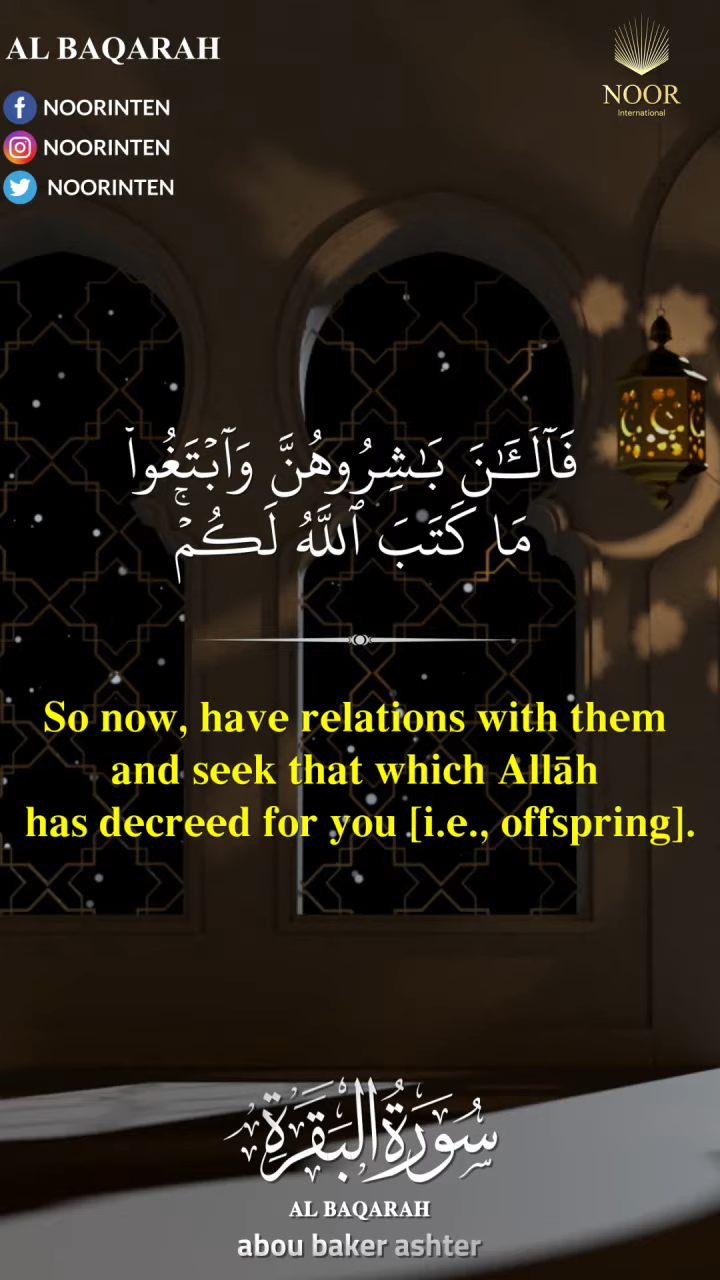 AL BAQARAH
NOOR
International
NOORINTEN
NOORINTEN
NOORINTEN
فَٱلْـَٔـٰنَ بَـٰشِرُوهُنَّ وَٱبْتَغُوا۟
مَا كَتَبَ ٱللَّهُ لَكُمْ ۚ
So now, have relations with them
and seek that which Allāh
has decreed for you [i.e., offspring].
سُورَةُ البَقَرَةِ
AL BAQARAH
abou baker ashter